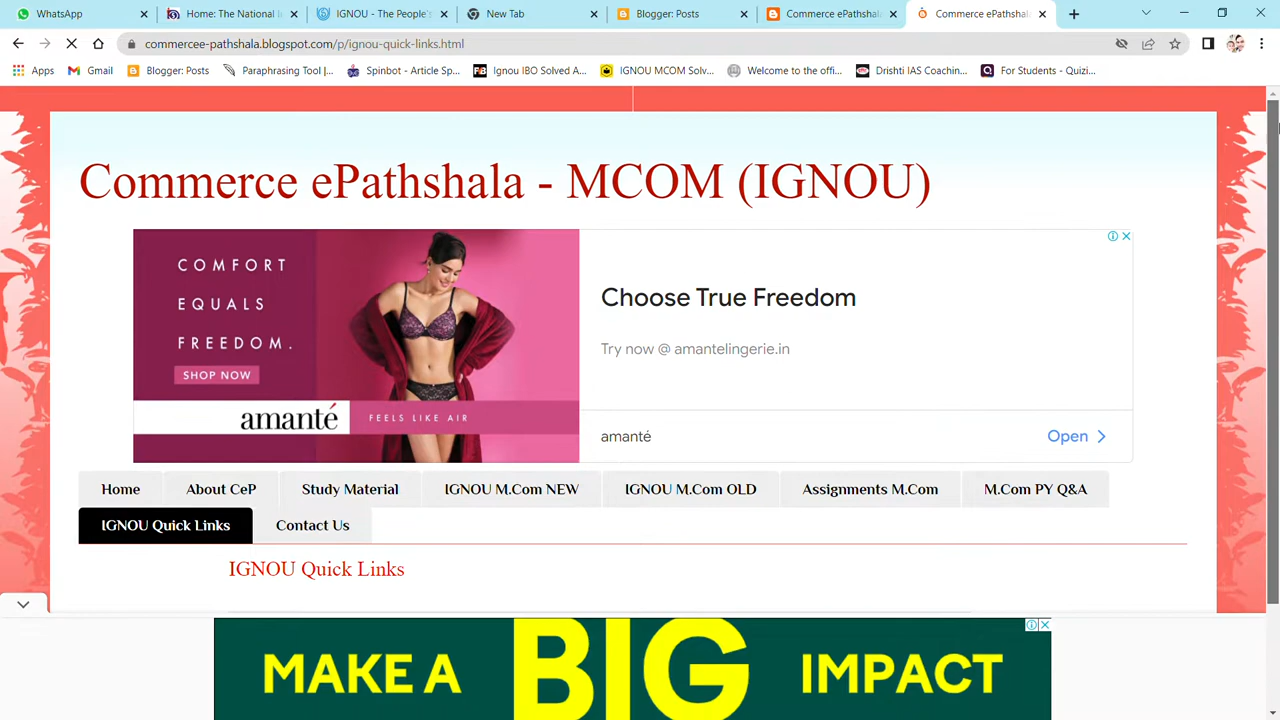 WhatsApp
Home: The National I
IGNOU - The People's
New Tab
Blogger: Posts
Commerce ePathshala
Commerce ePathshal
commercee-pathshala.blogspot.com/p/ignou-quick-links.html
Apps
Gmail
Blogger: Posts
Paraphrasing Tool |...
Spinbot - Article Sp...
Ignou IBO Solved A...
IGNOU MCOM Solv...
Welcome to the offi...
Drishti IAS Coachin...
For Students - Quizi...
Commerce ePathshala - MCOM (IGNOU)
COMFORT
EQUALS
FREEDOM.
SHOP NOW
amanté
FEELS LIKE AIR
Choose True Freedom
Try now @ amantelingerie.in
amanté
Open
Home
About CeP
Study Material
IGNOU M.Com NEW
IGNOU M.Com OLD
Assignments M.Com
M.Com PY Q&A
IGNOU Quick Links
Contact Us
IGNOU Quick Links
MAKE A BIG IMPACT